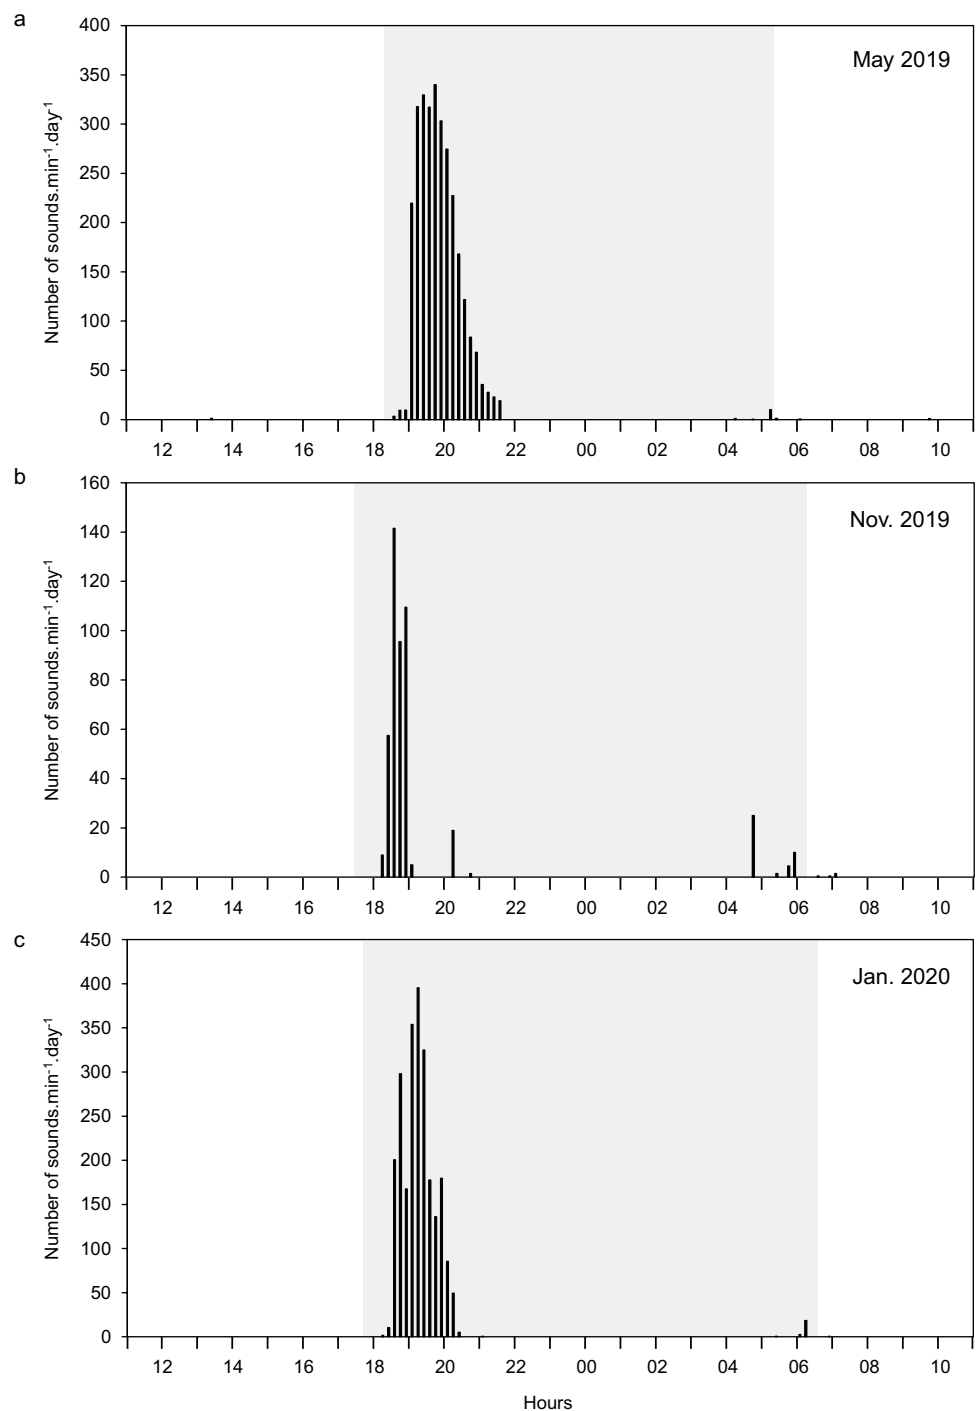 a
400
350
300
250
200
150
100
50
0
Number of sounds.min⁻¹.day⁻¹
May 2019
12 14 16 18 20 22 00 02 04 06 08 10
b
160
140
120
100
80
60
40
20
0
Number of sounds.min⁻¹.day⁻¹
Nov. 2019
12 14 16 18 20 22 00 02 04 06 08 10
c
450
400
350
300
250
200
150
100
50
0
Number of sounds.min⁻¹.day⁻¹
Jan. 2020
12 14 16 18 20 22 00 02 04 06 08 10
Hours